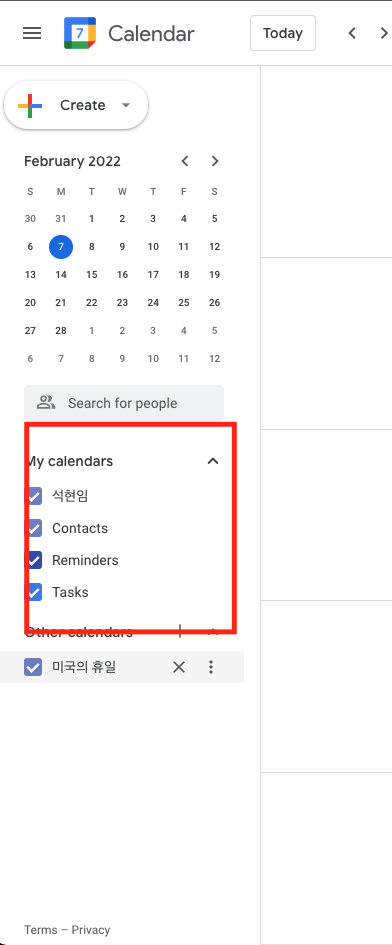 7 Calendar Today
Create
February 2022
S M T W T F S
30 31 1 2 3 4 5
6 7 8 9 10 11 12
13 14 15 16 17 18 19
20 21 22 23 24 25 26
27 28 1 2 3 4 5
6 7 8 9 10 11 12
Search for people
My calendars
석현임
Contacts
Reminders
Tasks
Other calendars
미국의 휴일
Terms – Privacy